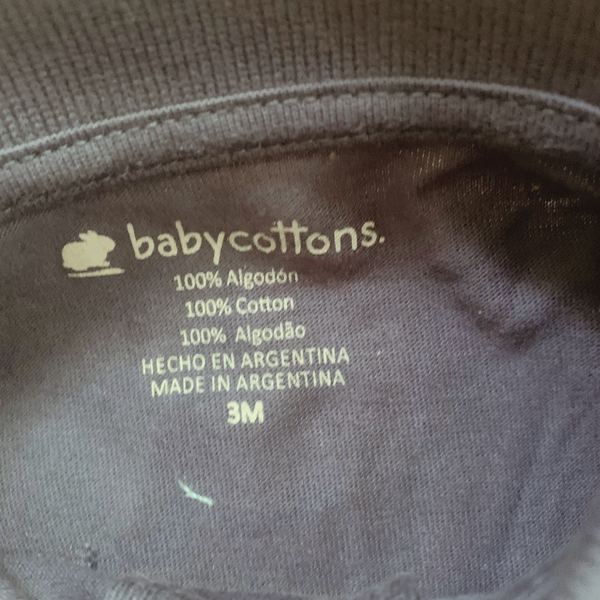 babycottons.
100% Algodón
100% Cotton
100% Algodão
HECHO EN ARGENTINA
MADE IN ARGENTINA
3M